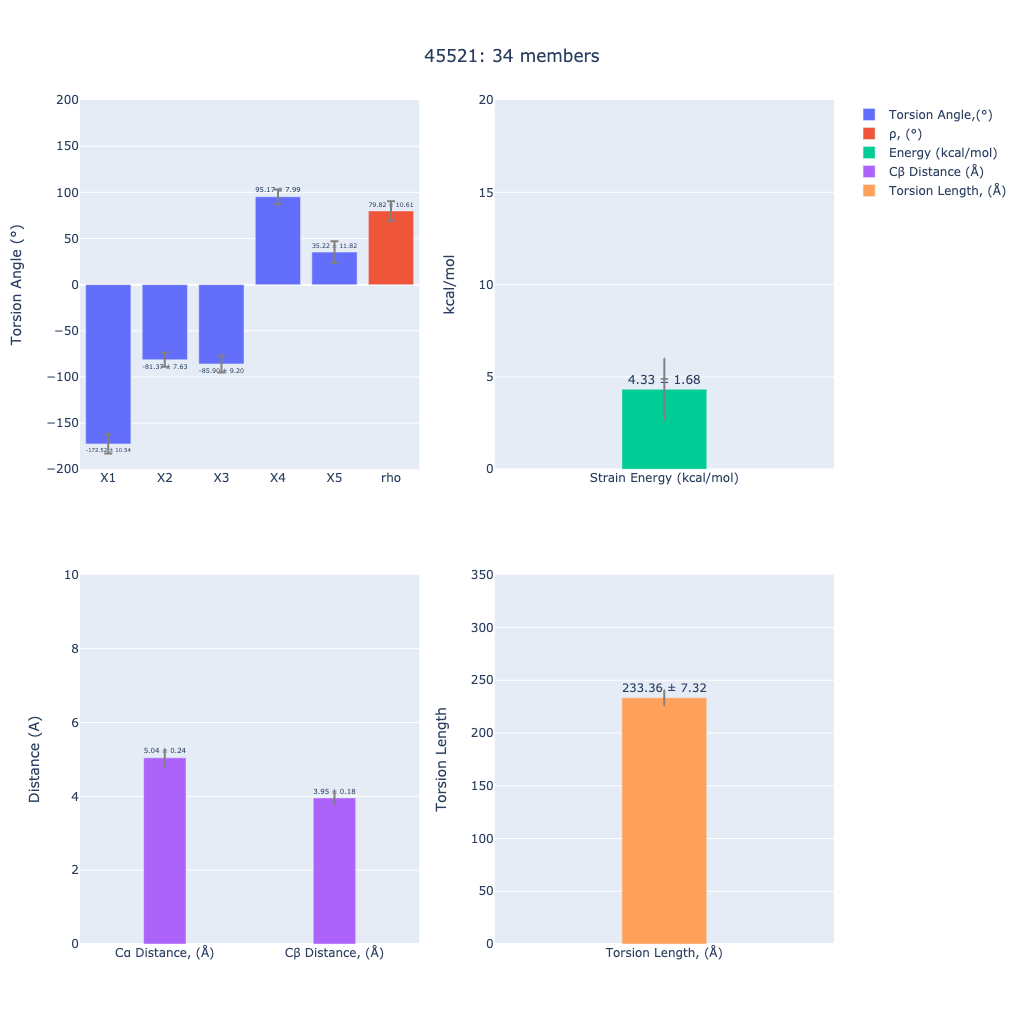 45521: 34 members
Torsion Angle (°)
200
150
100
50
0
−50
−100
−150
−200
-172.52 ± 10.54
-81.37 ± 7.63
-85.90 ± 9.20
95.17 ± 7.99
35.22 ± 11.82
79.82 ± 10.61
X1 X2 X3 X4 X5 rho
kcal/mol
20
15
10
5
0
4.33 ± 1.68
Strain Energy (kcal/mol)
Torsion Angle,(°)
ρ, (°)
Energy (kcal/mol)
Cβ Distance (Å)
Torsion Length, (Å)
Distance (A)
10
8
6
4
2
0
5.04 ± 0.24
3.95 ± 0.18
Cα Distance, (Å) Cβ Distance, (Å)
Torsion Length
350
300
250
200
150
100
50
0
233.36 ± 7.32
Torsion Length, (Å)